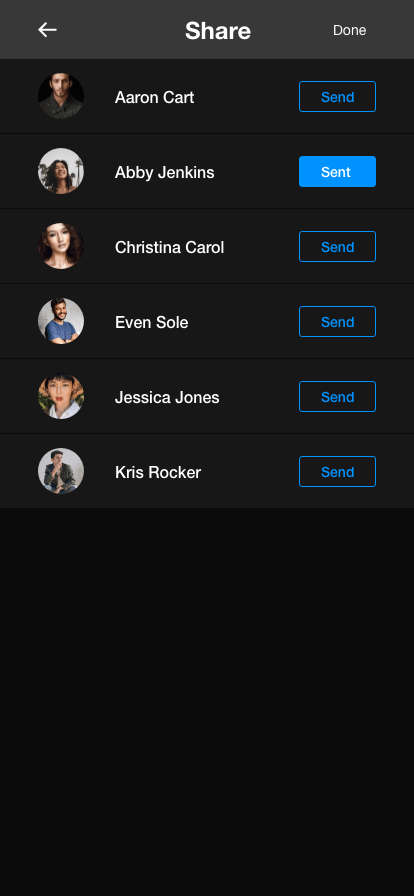 Share
Done
Aaron Cart
Send
Abby Jenkins
Sent
Christina Carol
Send
Even Sole
Send
Jessica Jones
Send
Kris Rocker
Send